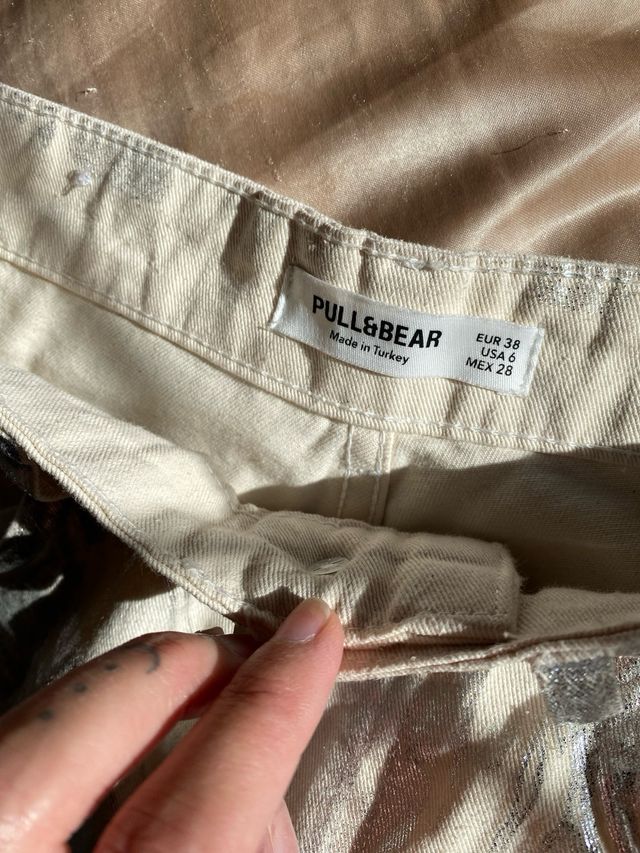 PULL&BEAR
Made in Turkey
EUR 38
USA 6
MEX 28